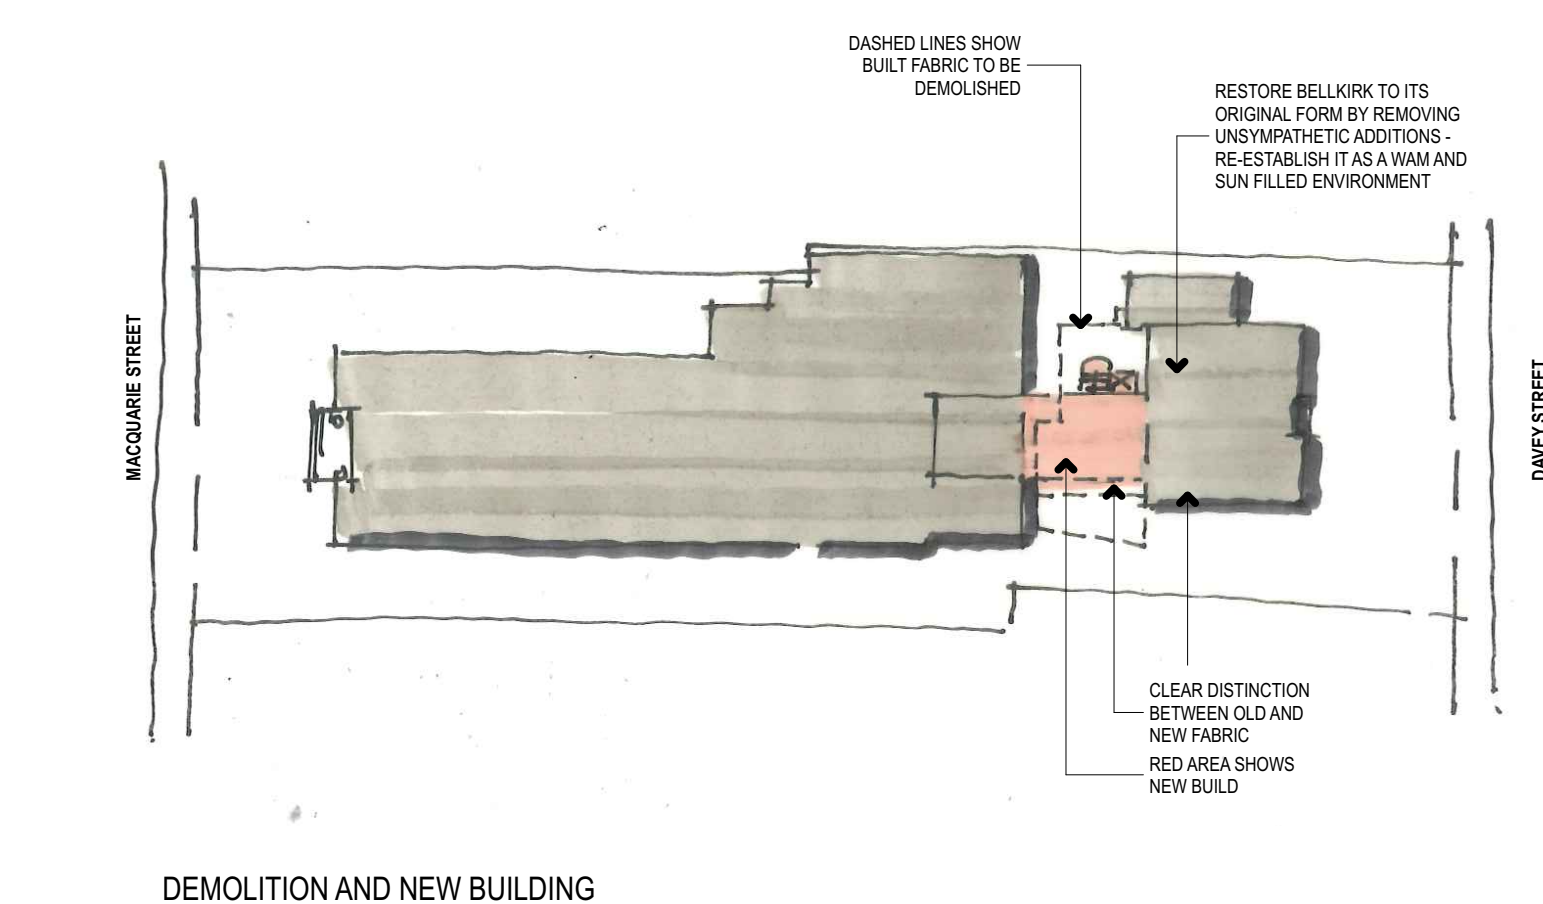 DASHED LINES SHOW
BUILT FABRIC TO BE
DEMOLISHED
RESTORE BELLKIRK TO ITS
ORIGINAL FORM BY REMOVING
UNSYMPATHETIC ADDITIONS -
RE-ESTABLISH IT AS A WAM AND
SUN FILLED ENVIRONMENT
MACQUARIE STREET
DAVEY STREET
CLEAR DISTINCTION
BETWEEN OLD AND
NEW FABRIC
RED AREA SHOWS
NEW BUILD
DEMOLITION AND NEW BUILDING